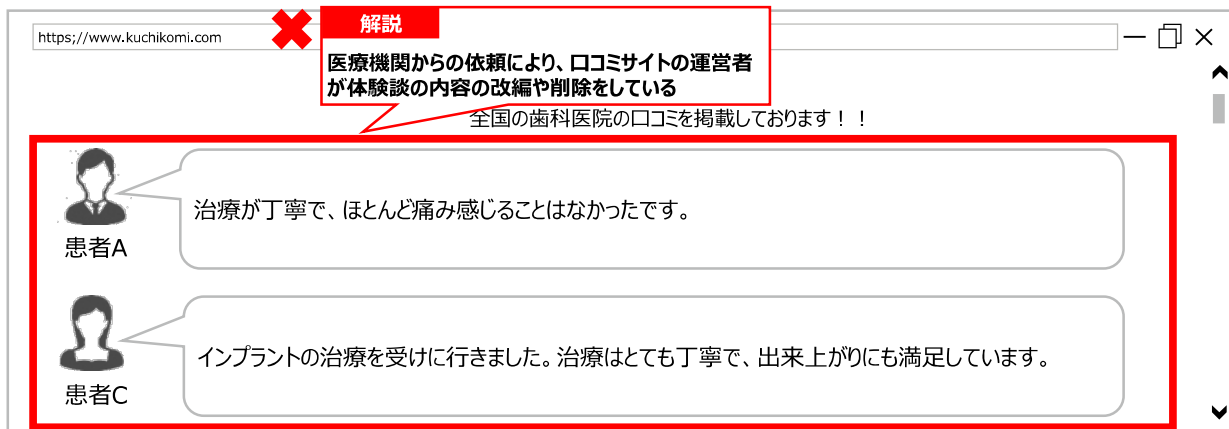 https;//www.kuchikomi.com
解説
医療機関からの依頼により、口コミサイトの運営者
が体験談の内容の改編や削除をしている
全国の歯科医院の口コミを掲載しております！！
治療が丁寧で、ほとんど痛み感じることはなかったです。
患者A
インプラントの治療を受けに行きました。治療はとても丁寧で、出来上がりにも満足しています。
患者C